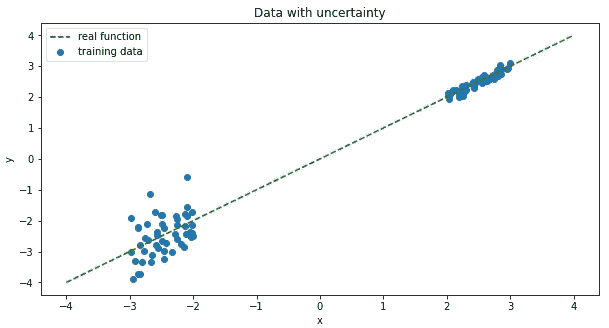 Data with uncertainty
real function
training data
4
3
2
1
0
−1
−2
−3
−4
y
−4 −3 −2 −1 0 1 2 3 4
x